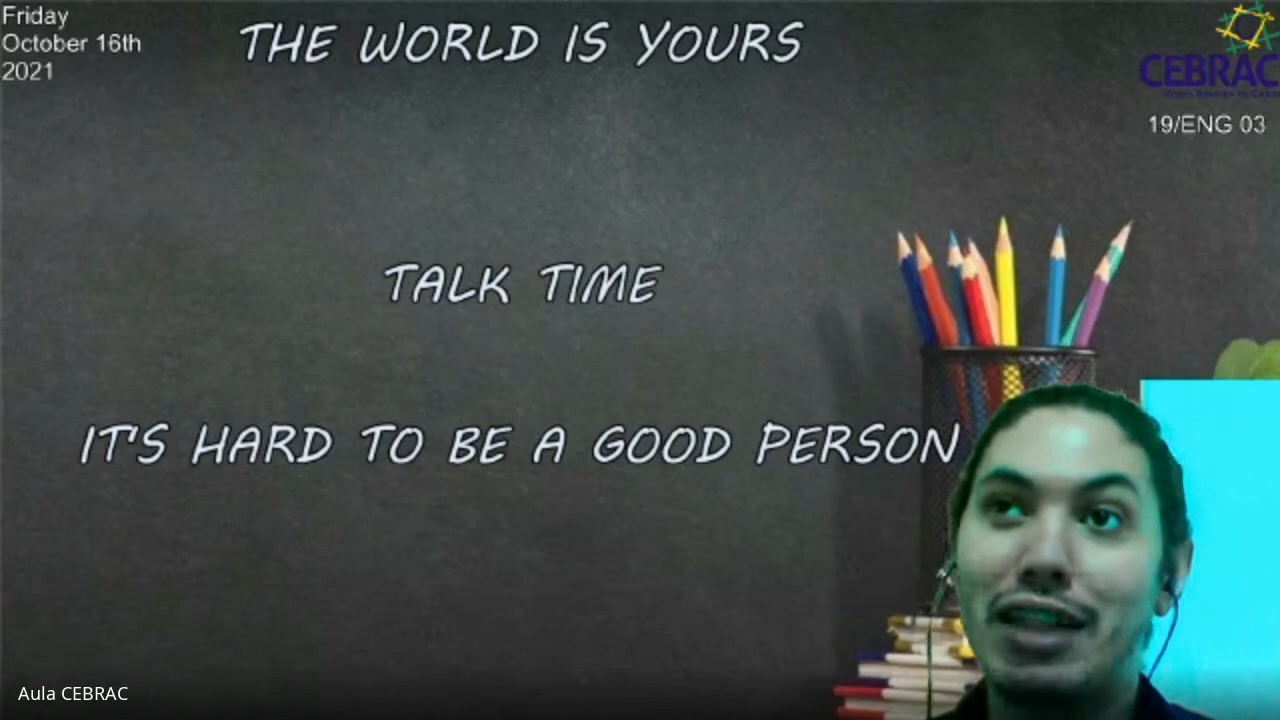 Friday
October 16th
2021
THE WORLD IS YOURS
CEBRAC
19/ENG 03
TALK TIME
IT'S HARD TO BE A GOOD PERSON
Aula CEBRAC